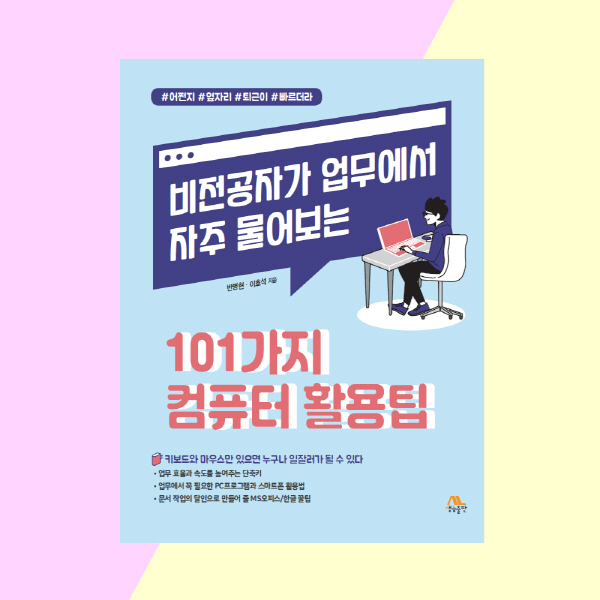 #어쩐지 #옆자리 #퇴근이 #빠르더라
비전공자가 업무에서
자주 물어보는
반병현 · 이효석 지음
101가지
컴퓨터 활용팁
키보드와 마우스만 있으면 누구나 일잘러가 될 수 있다
• 업무 효율과 속도를 높여주는 단축키
• 업무에서 꼭 필요한 PC프로그램과 스마트폰 활용법
• 문서 작업의 달인으로 만들어 줄 MS오피스/한글 꿀팁